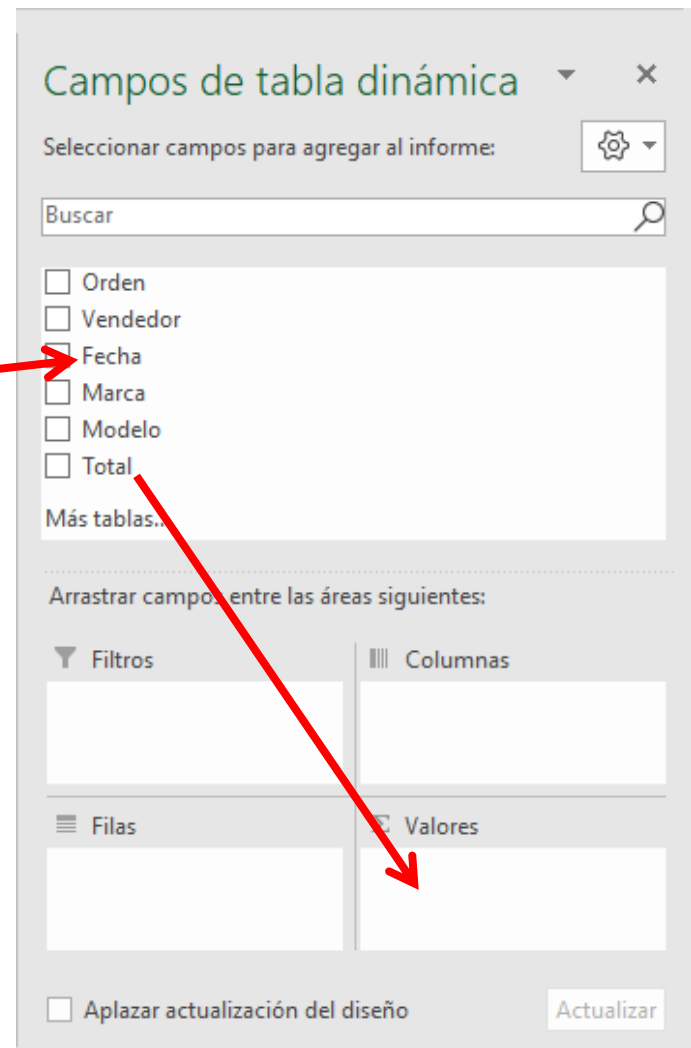 Campos de tabla dinámica
Seleccionar campos para agregar al informe:
Buscar
Orden
Vendedor
Fecha
Marca
Modelo
Total
Más tablas...
Arrastrar campos entre las áreas siguientes:
Filtros
Columnas
Filas
Σ Valores
Aplazar actualización del diseño
Actualizar